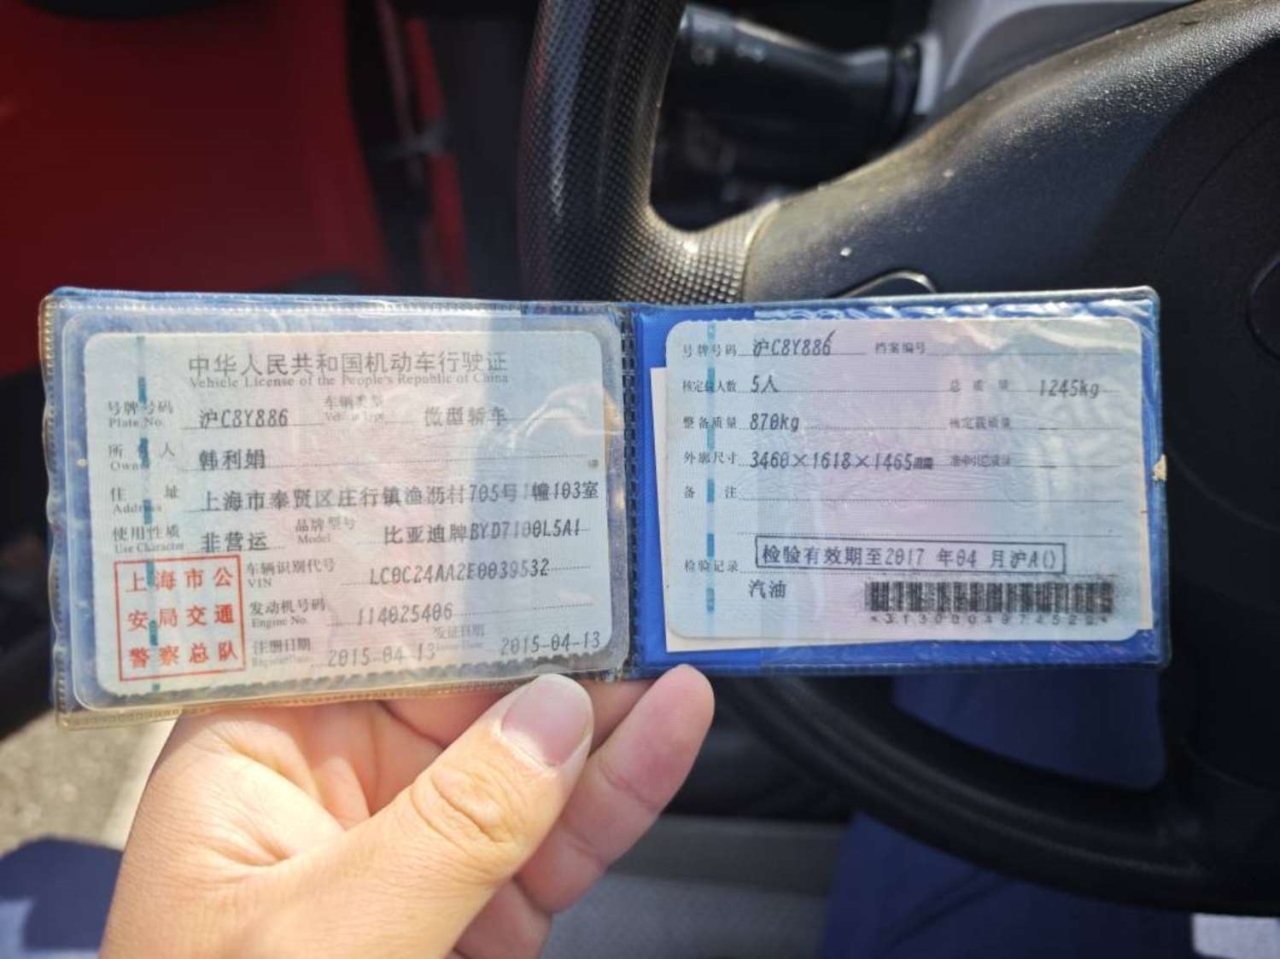 中华人民共和国机动车行驶证
Vehicle License of the People's Republic of China
号牌号码 沪C8Y886 车辆类型 微型轿车
Plate No. Vehicle Type
所有人 韩利娟
Owner
住址 上海市奉贤区庄行镇渔沥村705号 幢103室
Address
使用性质 非营运 品牌型号 比亚迪牌BYD7100L5A1
Use Character Model
上海市公安局交通警察总队
车辆识别代号 LC0C24AA2E0039532
VIN
发动机号码 114025406
Engine No.
注册日期 2015-04-13 发证日期 2015-04-13
号牌号码 沪C8Y886 档案编号
核定载人数 5人 总质量 1245kg
整备质量 870kg 核定载质量
外廓尺寸 3460×1618×1465
备注
检验记录 检验有效期至2017 年04 月沪A()
汽油
*3130004974529*